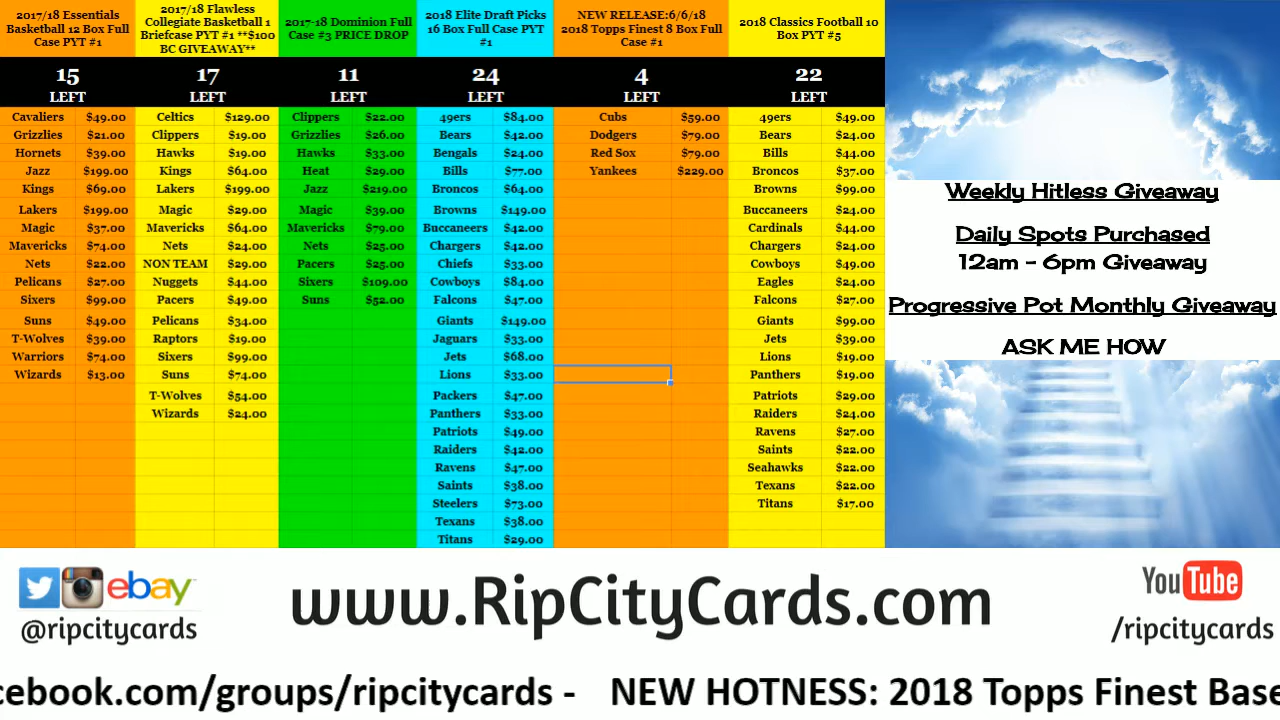 2017/18 Essentials
Basketball 12 Box Full
Case PYT #1
15
LEFT
Cavaliers $49.00
Grizzlies $21.00
Hornets $39.00
Jazz $199.00
Kings $69.00
Lakers $199.00
Magic $37.00
Mavericks $74.00
Nets $22.00
Pelicans $27.00
Sixers $99.00
Suns $49.00
T-Wolves $39.00
Warriors $74.00
Wizards $13.00
2017/18 Flawless
Collegiate Basketball 1
Briefcase PYT #1 **$100
BC GIVEAWAY**
17
LEFT
Celtics $129.00
Clippers $19.00
Hawks $19.00
Kings $64.00
Lakers $199.00
Magic $29.00
Mavericks $64.00
Nets $24.00
NON TEAM $29.00
Nuggets $44.00
Pacers $49.00
Pelicans $34.00
Raptors $19.00
Sixers $99.00
Suns $74.00
T-Wolves $54.00
Wizards $24.00
2017-18 Dominion Full
Case #3 PRICE DROP
11
LEFT
Clippers $22.00
Grizzlies $26.00
Hawks $33.00
Heat $29.00
Jazz $219.00
Magic $39.00
Mavericks $79.00
Nets $25.00
Pacers $25.00
Sixers $109.00
Suns $52.00
2018 Elite Draft Picks
16 Box Full Case PYT
#1
24
LEFT
49ers $84.00
Bears $42.00
Bengals $24.00
Bills $77.00
Broncos $64.00
Browns $149.00
Buccaneers $42.00
Chargers $42.00
Chiefs $33.00
Cowboys $84.00
Falcons $47.00
Giants $149.00
Jaguars $33.00
Jets $68.00
Lions $33.00
Packers $47.00
Panthers $33.00
Patriots $49.00
Raiders $42.00
Ravens $47.00
Saints $38.00
Steelers $73.00
Texans $38.00
Titans $29.00
NEW RELEASE:6/6/18
2018 Topps Finest 8 Box Full
Case #1
4
LEFT
Cubs $59.00
Dodgers $79.00
Red Sox $79.00
Yankees $229.00
2018 Classics Football 10
Box PYT #5
22
LEFT
49ers $49.00
Bears $24.00
Bills $44.00
Broncos $37.00
Browns $99.00
Buccaneers $24.00
Cardinals $44.00
Chargers $24.00
Cowboys $49.00
Eagles $24.00
Falcons $27.00
Giants $99.00
Jets $39.00
Lions $19.00
Panthers $19.00
Patriots $29.00
Raiders $24.00
Ravens $27.00
Saints $22.00
Seahawks $22.00
Texans $22.00
Titans $17.00
Weekly Hitless Giveaway
Daily Spots Purchased
12am - 6pm Giveaway
Progressive Pot Monthly Giveaway
ASK ME HOW
ebay
@ripcitycards
www.RipCityCards.com
YouTube
/ripcitycards
cebook.com/groups/ripcitycards - NEW HOTNESS: 2018 Topps Finest Base